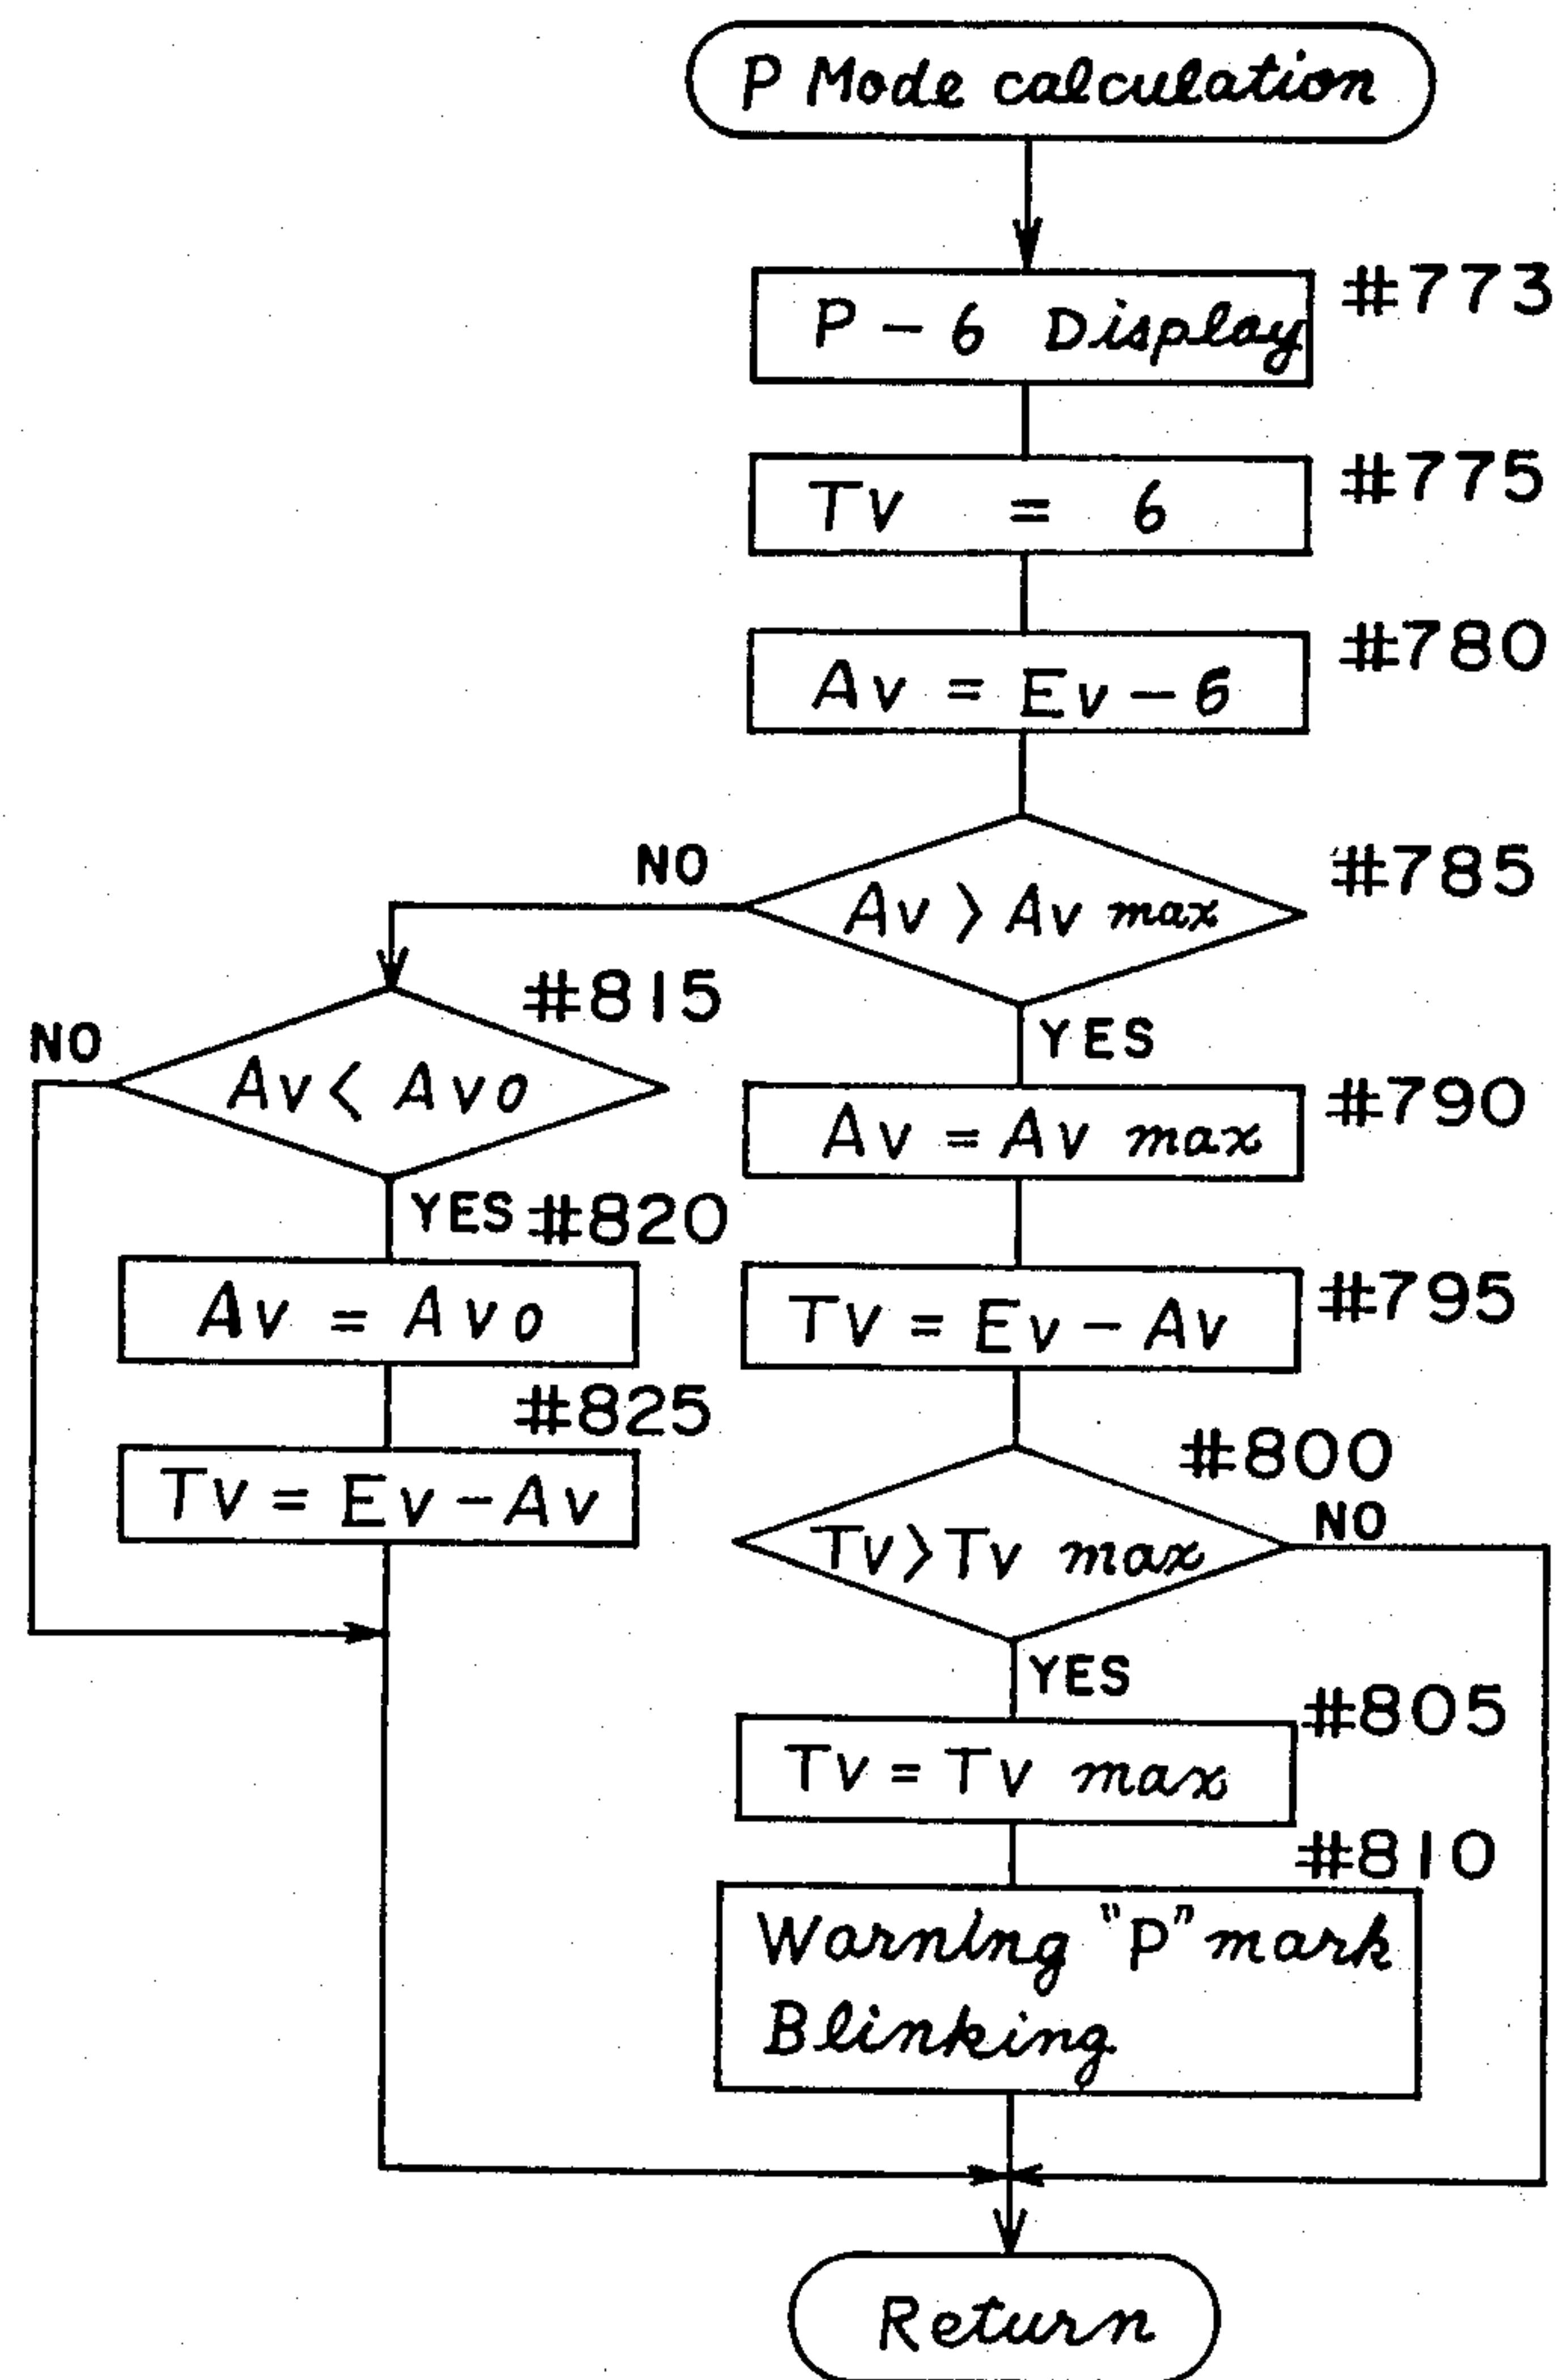 P Mode calculation
#773
P - 6 Display
#775
Tv = 6
#780
Av = Ev - 6
#785
NO
Av > Av max
YES
#815
NO
Av < Avo
YES #820
Av = Avo
#825
Tv = Ev - Av
#790
Av = Av max
#795
Tv = Ev - Av
#800
Tv > Tv max
NO
YES
#805
Tv = Tv max
#810
Warning "P" mark
Blinking
Return